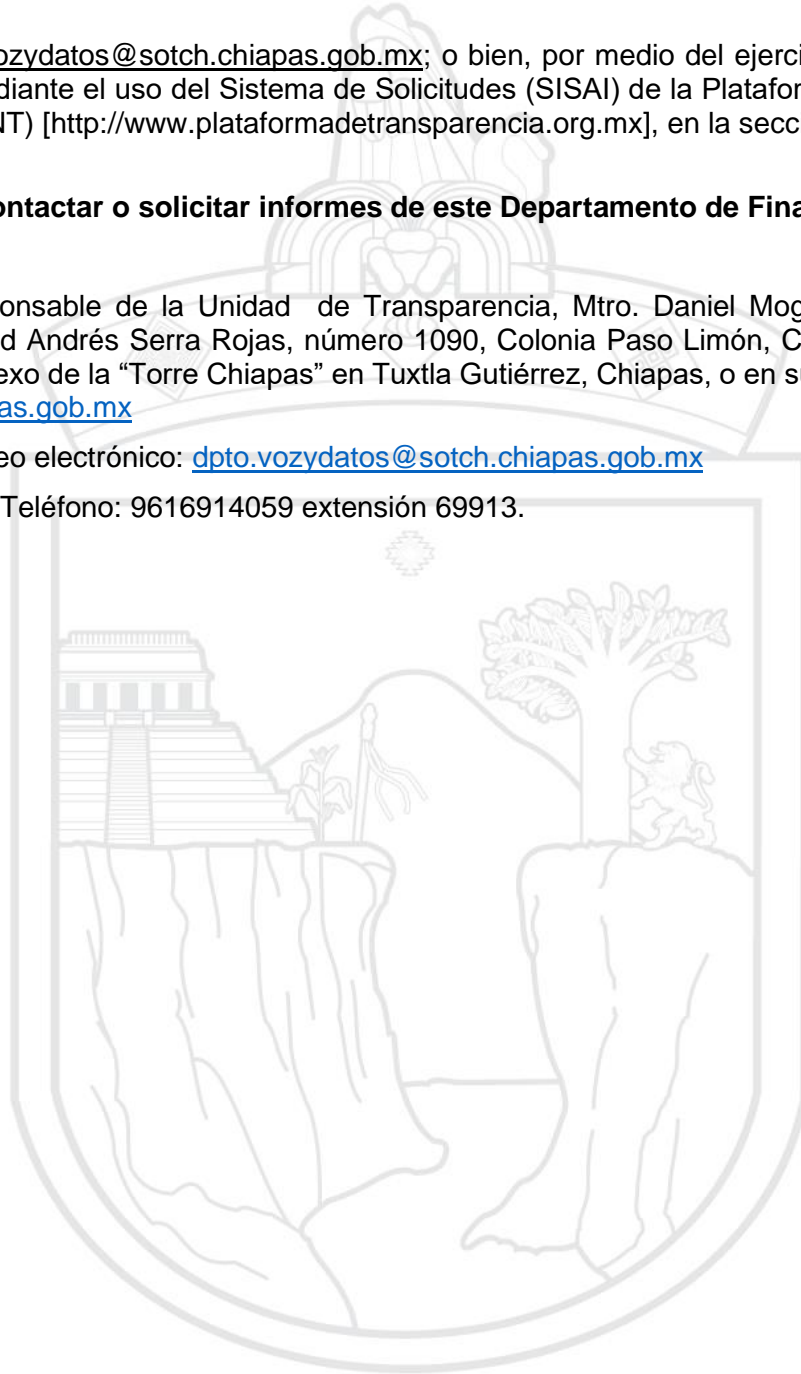 ozydatos@sotch.chiapas.gob.mx; o bien, por medio del ejerci
diante el uso del Sistema de Solicitudes (SISAI) de la Platafor
NT) [http://www.plataformadetransparencia.org.mx], en la secc
ontactar o solicitar informes de este Departamento de Fina
onsable de la Unidad de Transparencia, Mtro. Daniel Mog
d Andrés Serra Rojas, número 1090, Colonia Paso Limón, C
exo de la “Torre Chiapas” en Tuxtla Gutiérrez, Chiapas, o en su
as.gob.mx
eo electrónico: dpto.vozydatos@sotch.chiapas.gob.mx
Teléfono: 9616914059 extensión 69913.